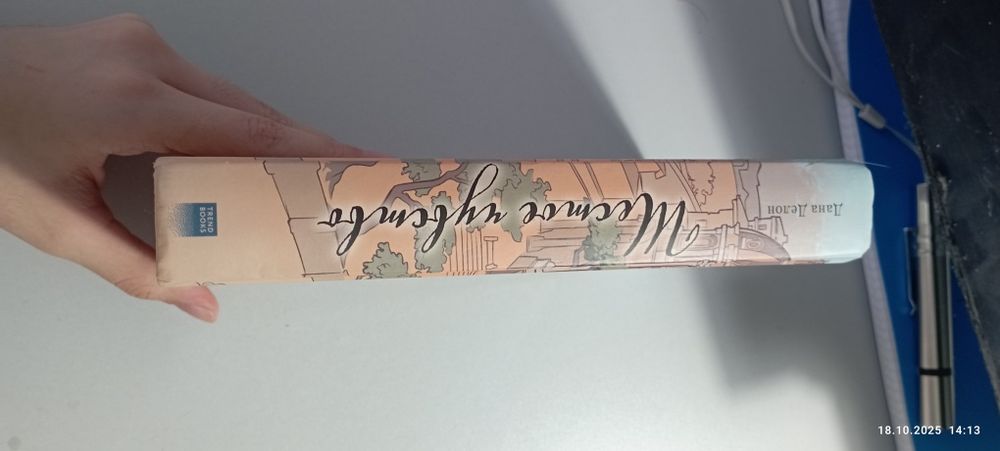 Дана Делон
Шестое чувство
TREND
BOOKS
18.10.2025 14:13